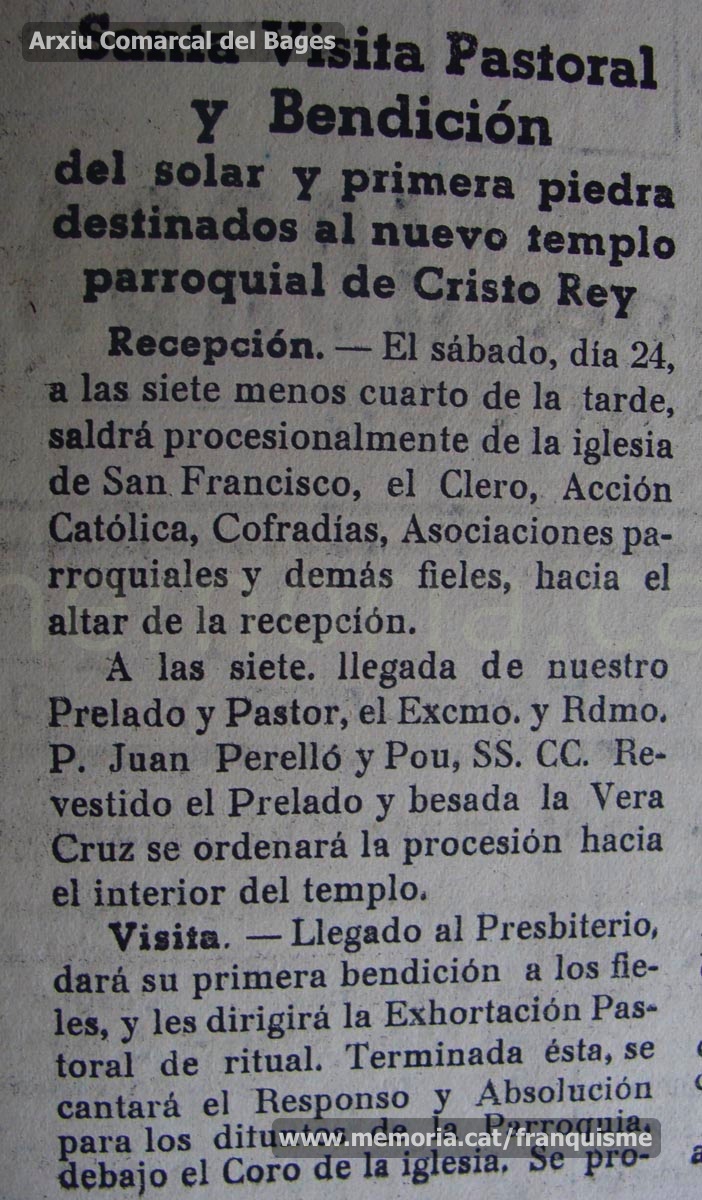 Arxiu Comarcal del Bages
Santa Visita Pastoral
y Bendición
del solar y primera piedra
destinados al nuevo templo
parroquial de Cristo Rey
Recepción. — El sábado, día 24,
a las siete menos cuarto de la tarde,
saldrá procesionalmente de la iglesia
de San Francisco, el Clero, Acción
Católica, Cofradías, Asociaciones pa-
rroquiales y demás fieles, hacia el
altar de la recepción.
A las siete. llegada de nuestro
Prelado y Pastor, el Excmo. y Rdmo.
P. Juan Perelló y Pou, SS. CC. Re-
vestido el Prelado y besada la Vera
Cruz se ordenará la procesión hacia
el interior del templo.
Visita. — Llegado al Presbiterio,
dará su primera bendición a los fie-
les, y les dirigirá la Exhortación Pas-
toral de ritual. Terminada ésta, se
cantará el Responso y Absolución
para los dituntos de la Parroquia,
www.memoria.cat/franquisme
debajo el Coro de la iglesia. Se pro-